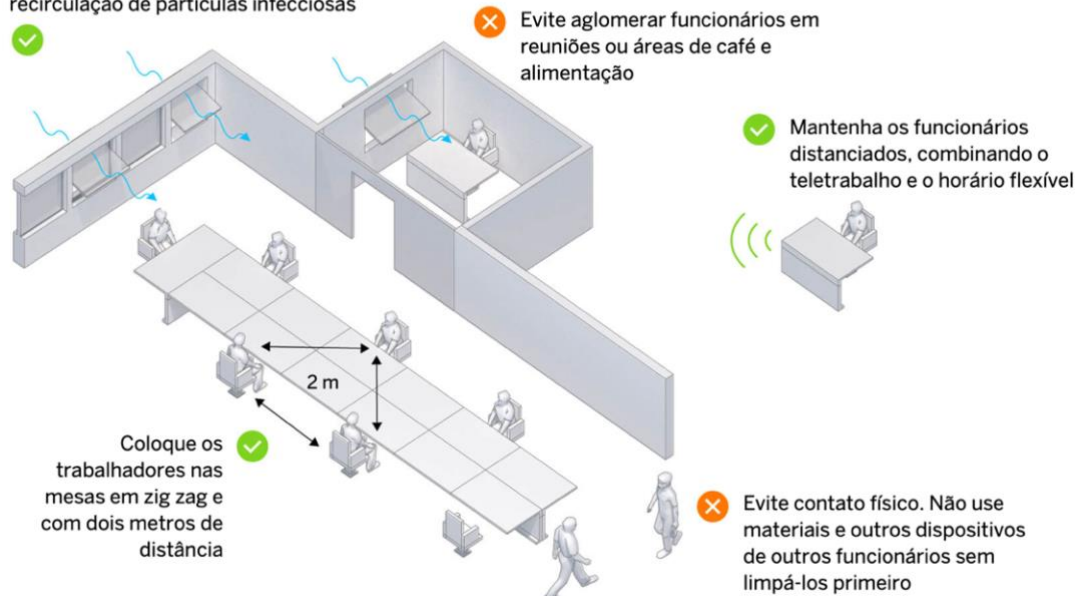 recirculação de partículas infecciosas
Evite aglomerar funcionários em
reuniões ou áreas de café e
alimentação
Mantenha os funcionários
distanciados, combinando o
teletrabalho e o horário flexível
2 m
Coloque os
trabalhadores nas
mesas em zig zag e
com dois metros de
distância
Evite contato físico. Não use
materiais e outros dispositivos
de outros funcionários sem
limpá-los primeiro